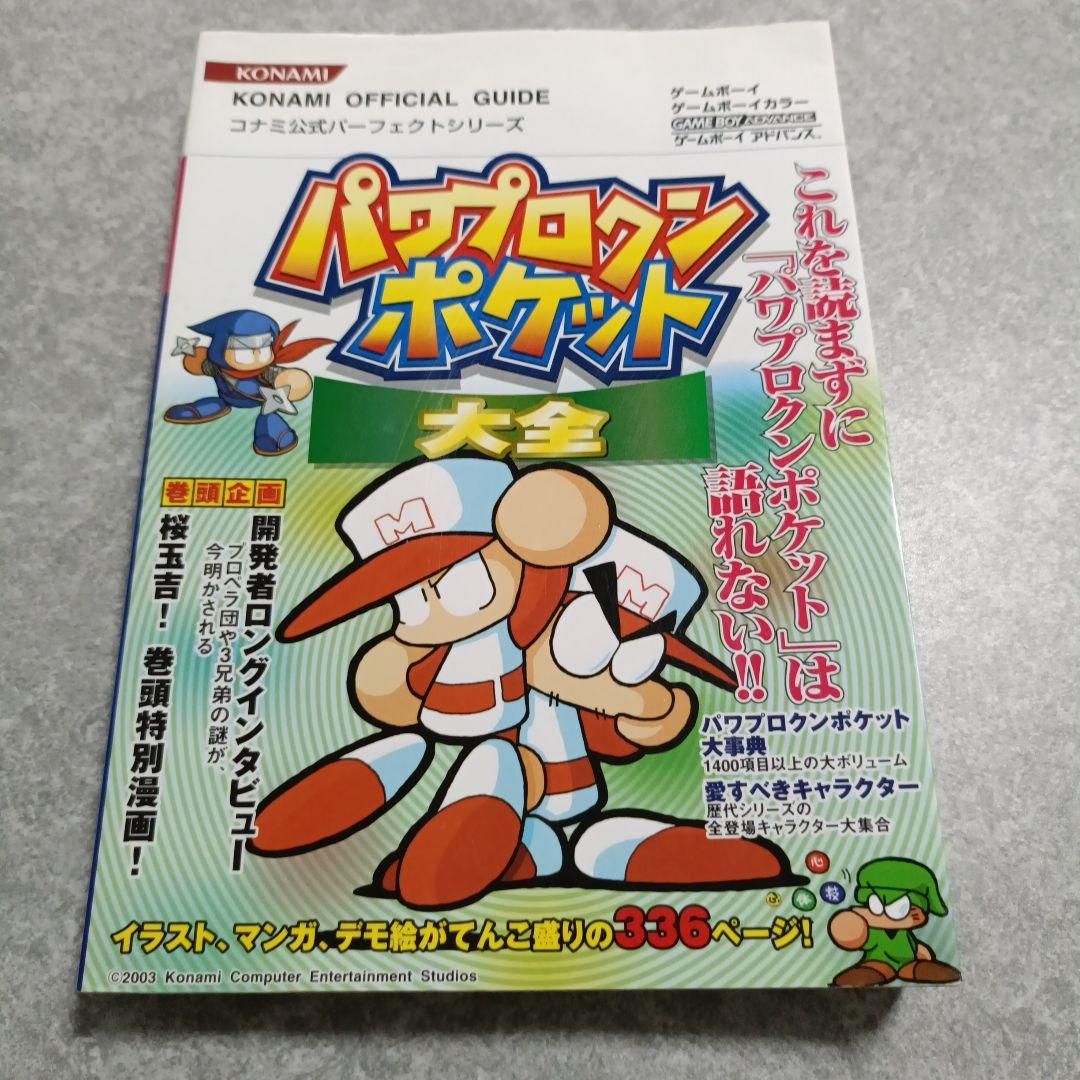 KONAMI
KONAMI OFFICIAL GUIDE
コナミ公式パーフェクトシリーズ
ゲームボーイ
ゲームボーイカラー
GAME BOY ADVANCE
ゲームボーイ アドバンス
パワプロクン
ポケット
大全
これを読まずに
『パワプロクンポケット』は
語れない!!
巻頭企画
開発者ロングインタビュー
プロペラ団や3兄弟の謎が、
今明かされる
桜玉吉！ 巻頭特別漫画！
M
M
パワプロクンポケット
大事典
1400項目以上の大ボリューム
愛すべきキャラクター
歴代シリーズの
全登場キャラクター大集合
心
技
体
イラスト、マンガ、デモ絵がてんこ盛りの336ページ!
©2003 Konami Computer Entertainment Studios